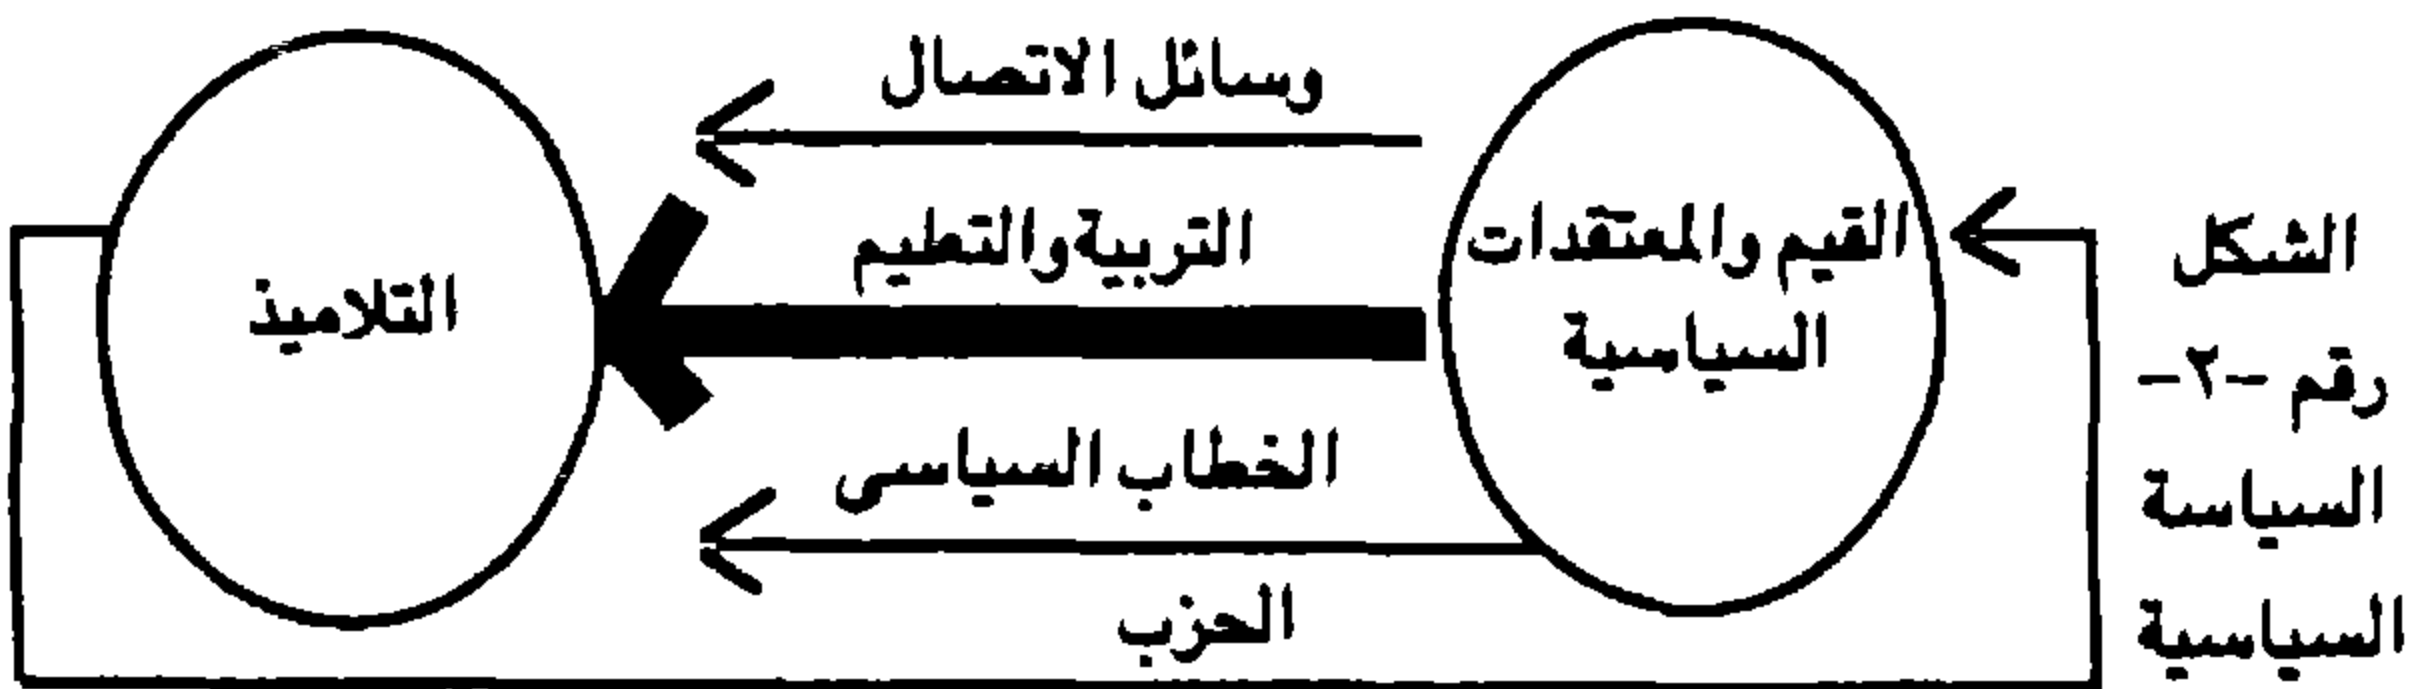 الشكل
رقم -٢-
السياسة
السياسية
القيم والمعتقدات
السياسية
وسائل الاتصال
التربية والتعليم
الخطاب السياسى
الحزب
التلاميذ